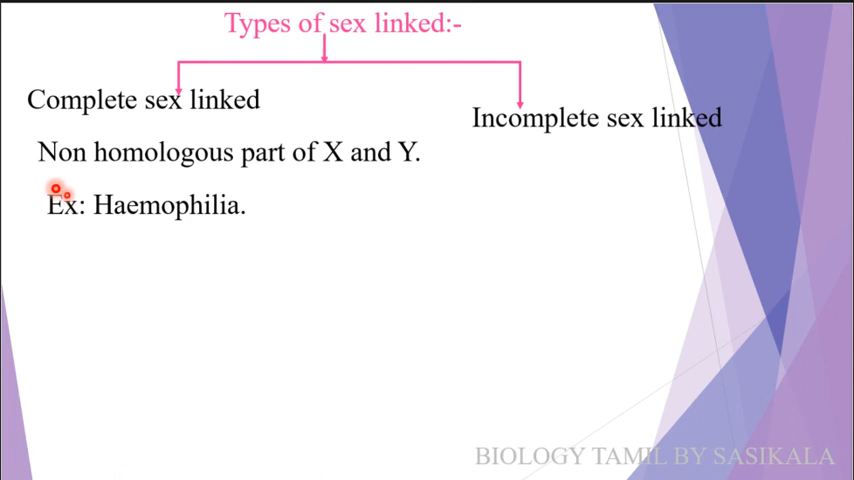 Types of sex linked:-
Complete sex linked
Incomplete sex linked
Non homologous part of X and Y.
Ex: Haemophilia.
BIOLOGY TAMIL BY SASIKALA